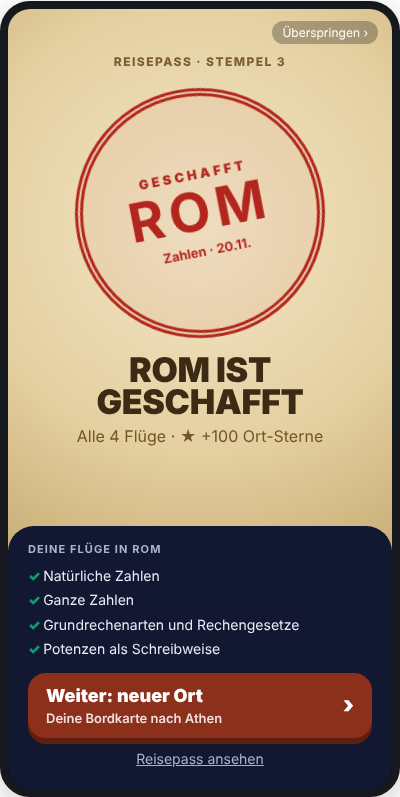 Überspringen ›
REISEPASS · STEMPEL 3
GESCHAFFT
ROM
Zahlen · 20.11.
ROM IST
GESCHAFFT
Alle 4 Flüge · ★ +100 Ort-Sterne
DEINE FLÜGE IN ROM
✓ Natürliche Zahlen
✓ Ganze Zahlen
✓ Grundrechenarten und Rechengesetze
✓ Potenzen als Schreibweise
Weiter: neuer Ort ›
Deine Bordkarte nach Athen
Reisepass ansehen